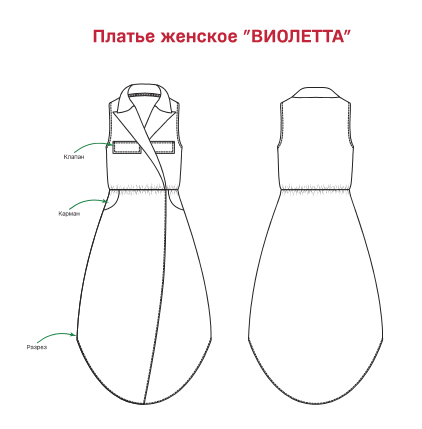 Платье женское "ВИОЛЕТТА"
Клапан
Карман
Разрез